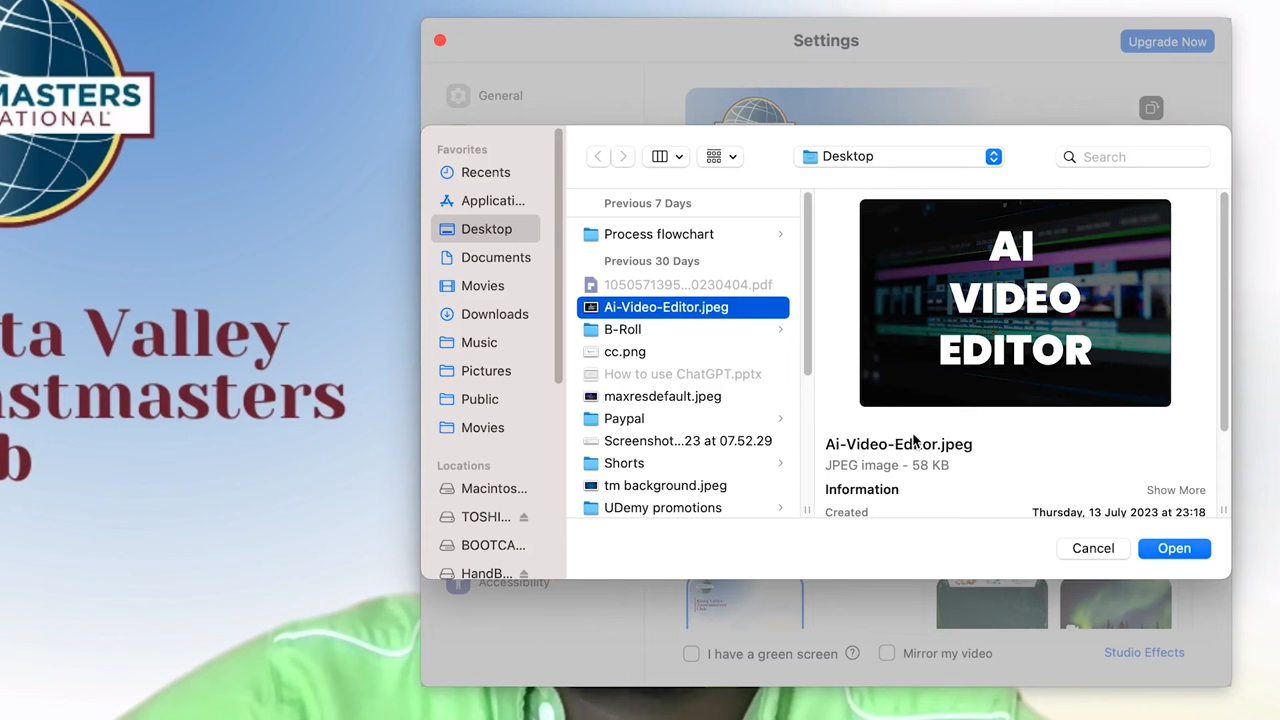 MASTERS
ATIONAL
ta Valley
astmasters
b
Settings
Upgrade Now
General
Favorites
Recents
Applicati...
Desktop
Documents
Movies
Downloads
Music
Pictures
Public
Movies
Locations
Macintos...
TOSHI...
BOOTCA...
HandB...
Accessibility
Desktop
Search
Previous 7 Days
Process flowchart
Previous 30 Days
1050571395...0230404.pdf
Ai-Video-Editor.jpeg
B-Roll
cc.png
How to use ChatGPT.pptx
maxresdefault.jpeg
Paypal
Screenshot...23 at 07.52.29
Shorts
tm background.jpeg
UDemy promotions
AI
VIDEO
EDITOR
Ai-Video-Editor.jpeg
JPEG image - 58 KB
Information
Show More
Created
Thursday, 13 July 2023 at 23:18
Cancel
Open
I have a green screen
?
Mirror my video
Studio Effects